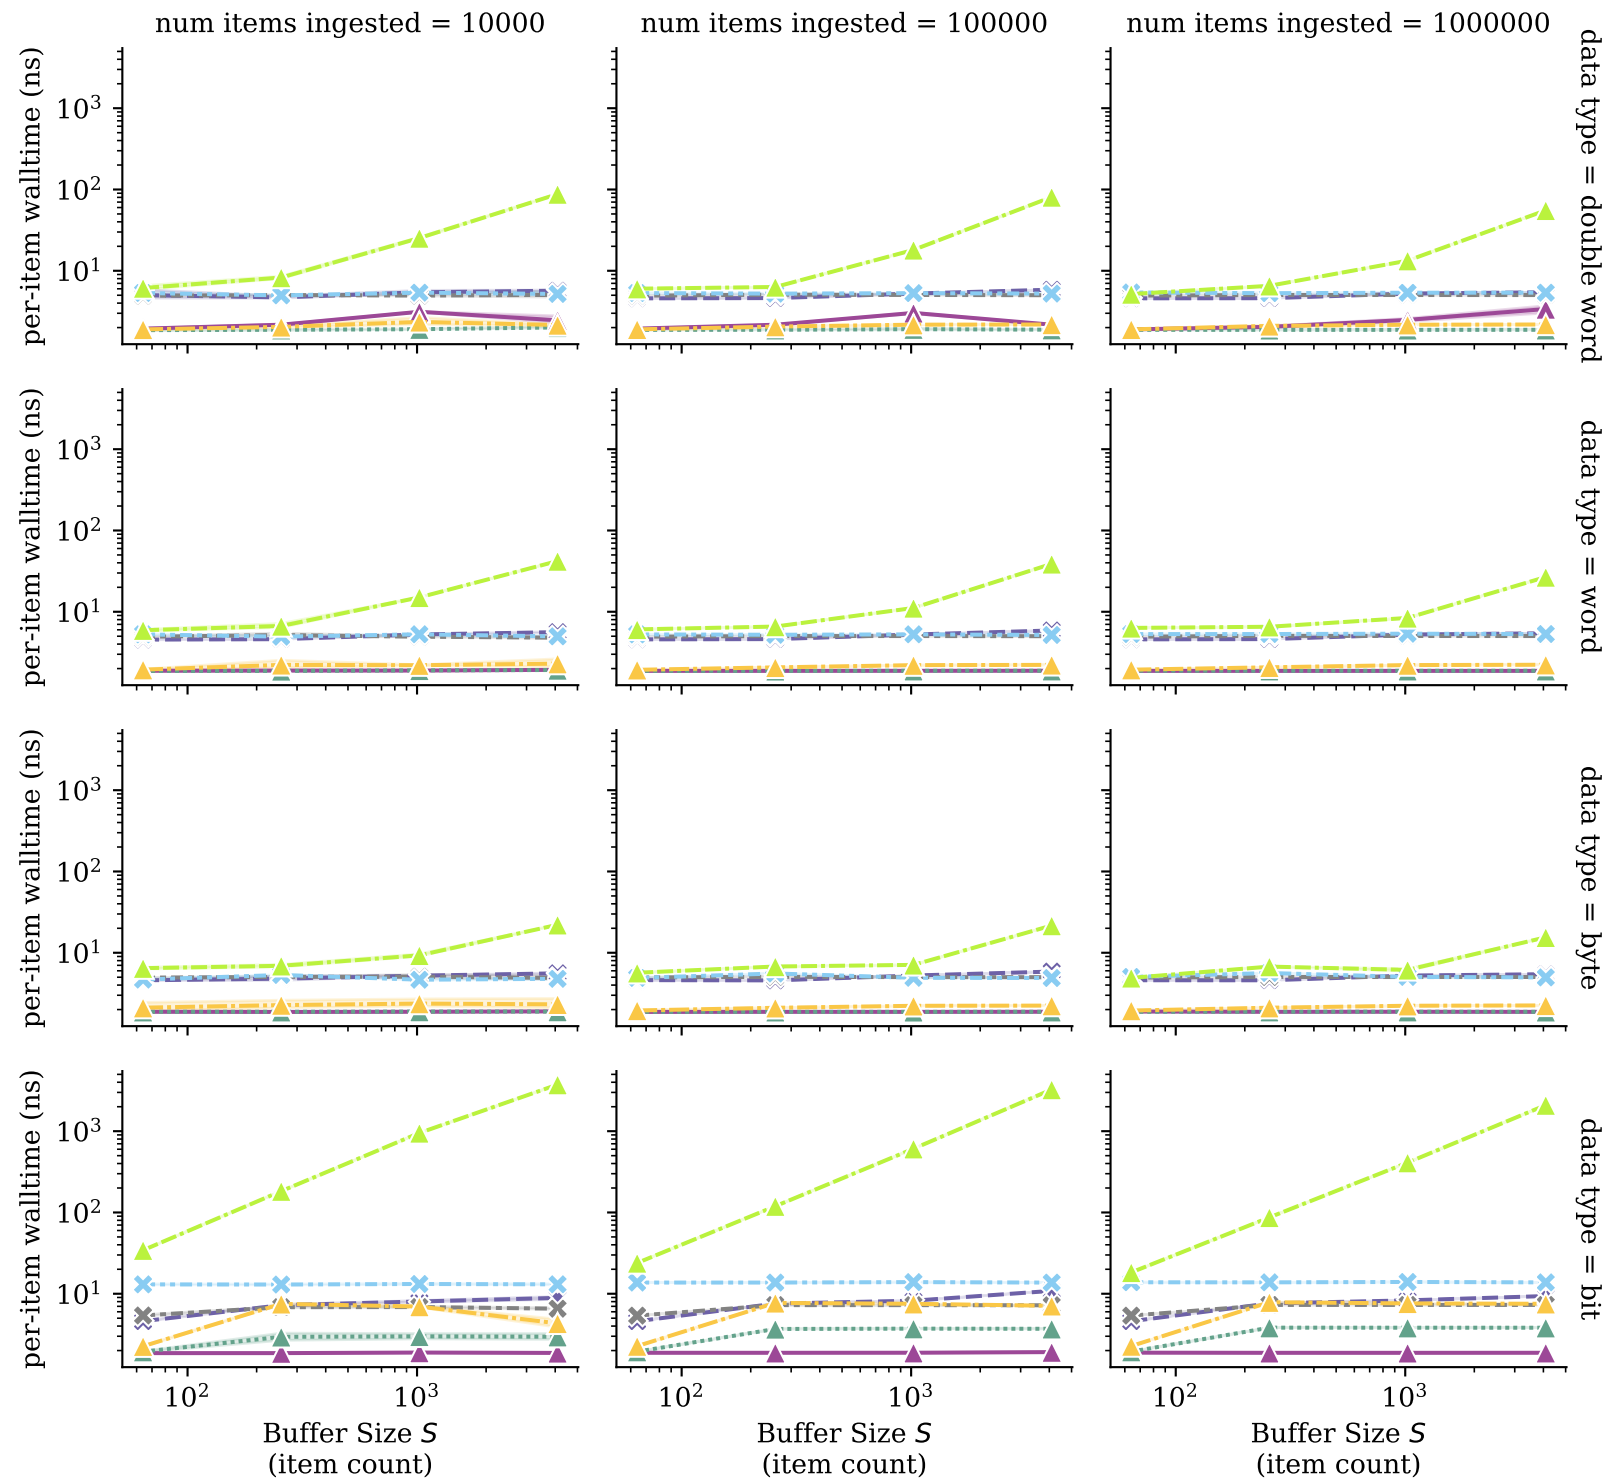 num items ingested = 10000
num items ingested = 100000
num items ingested = 1000000
per-item walltime (ns)
10³
10²
10¹
data type = double word
per-item walltime (ns)
10³
10²
10¹
data type = word
per-item walltime (ns)
10³
10²
10¹
data type = byte
per-item walltime (ns)
10³
10²
10¹
data type = bit
10² 10³
10² 10³
10² 10³
Buffer Size S
(item count)
Buffer Size S
(item count)
Buffer Size S
(item count)